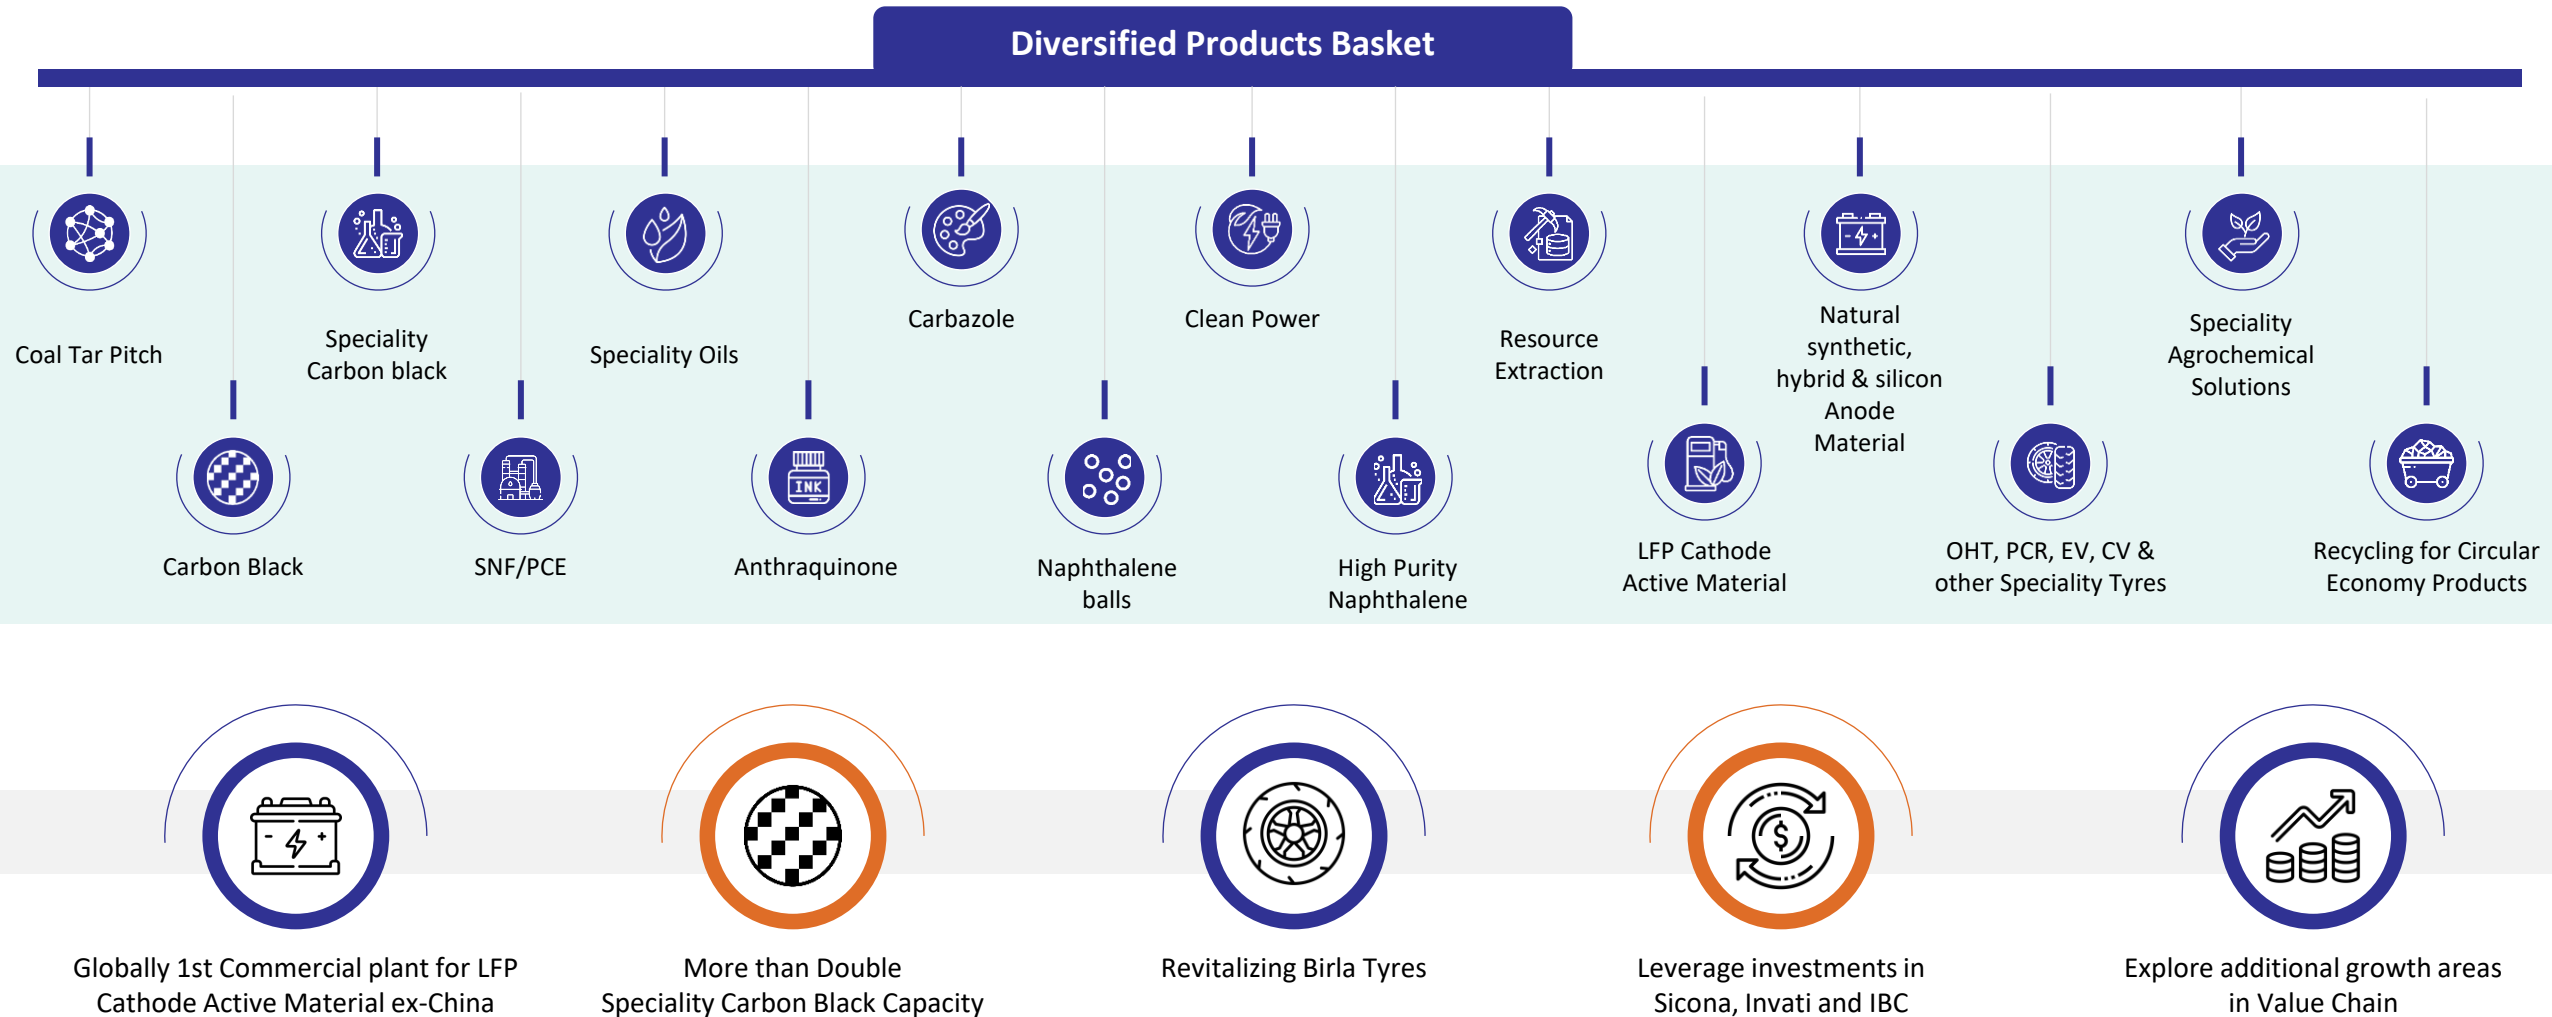 Diversified Products Basket
Coal Tar Pitch
Speciality
Carbon black
Speciality Oils
Carbazole
Clean Power
Resource
Extraction
Natural
synthetic,
hybrid & silicon
Anode
Material
Speciality
Agrochemical
Solutions
Carbon Black
SNF/PCE
INK
Anthraquinone
Naphthalene
balls
High Purity
Naphthalene
LFP Cathode
Active Material
OHT, PCR, EV, CV &
other Speciality Tyres
Recycling for Circular
Economy Products
Globally 1st Commercial plant for LFP
Cathode Active Material ex-China
More than Double
Speciality Carbon Black Capacity
Revitalizing Birla Tyres
$
Leverage investments in
Sicona, Invati and IBC
Explore additional growth areas
in Value Chain